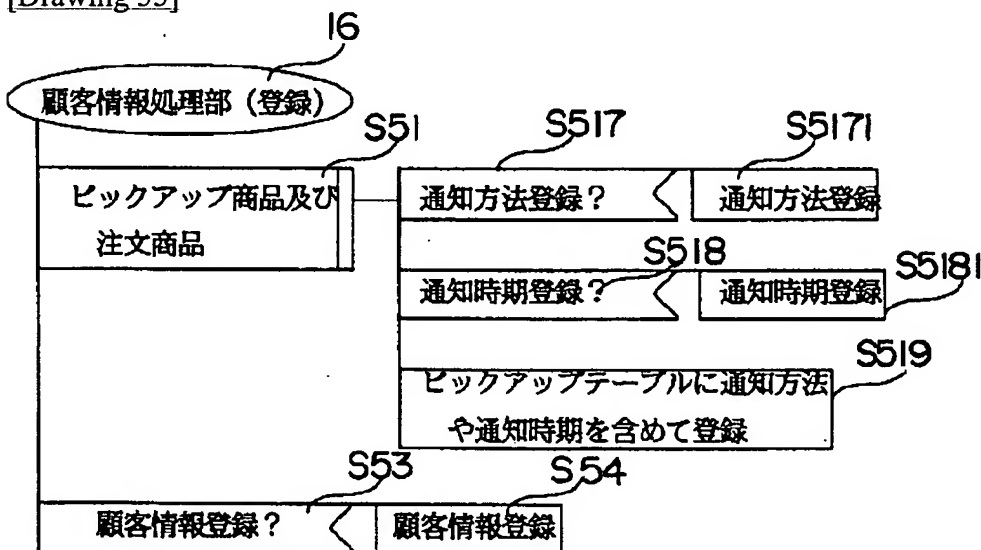 [Drawing 35]
16
顧客情報処理部（登録）
S51
S517
S5171
ピックアップ商品及び
注文商品
通知方法登録？
通知方法登録
S518
S5181
通知時期登録？
通知時期登録
S519
ピックアップテーブルに通知方法
や通知時期を含めて登録
S53
S54
顧客情報登録？
顧客情報登録